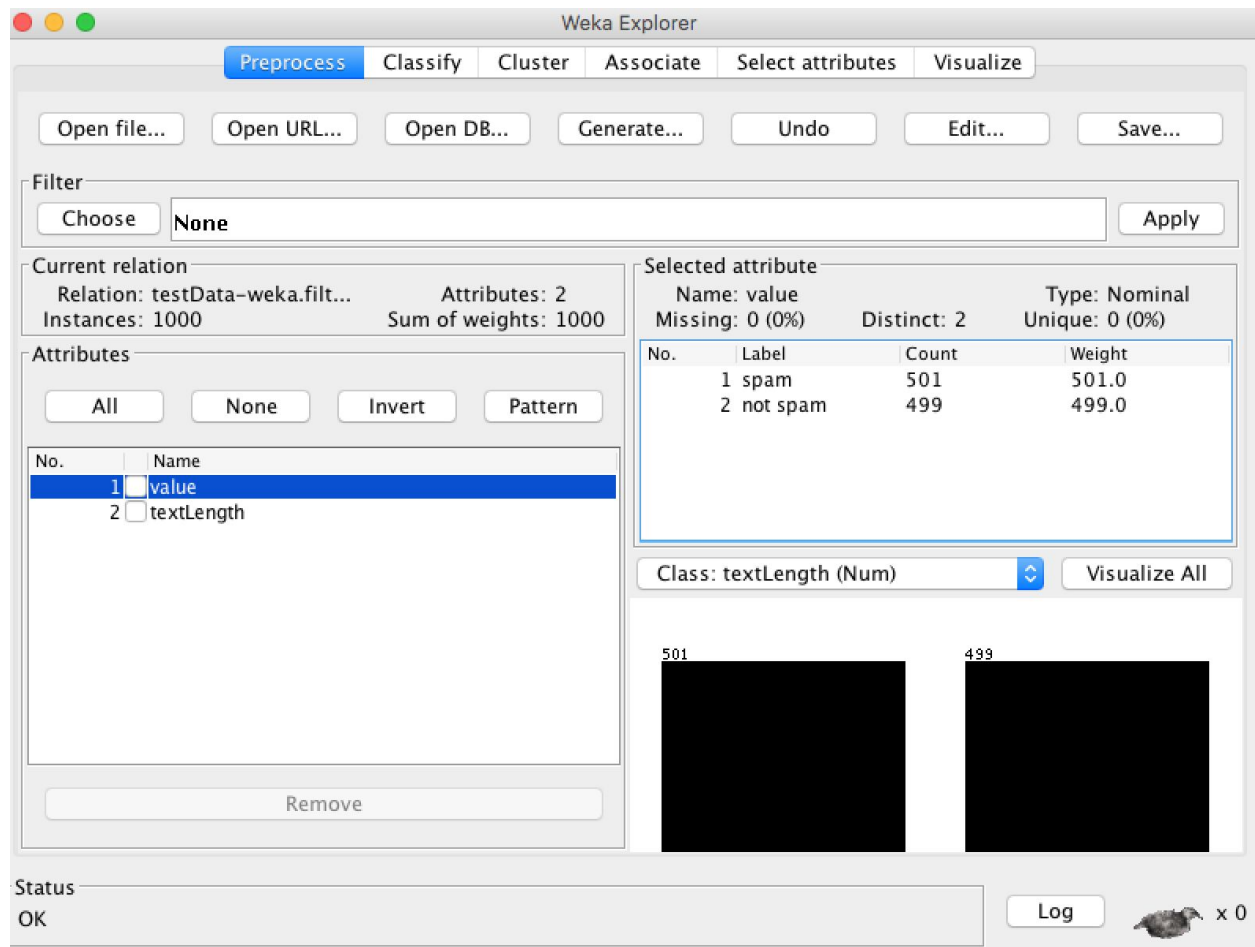 Weka Explorer
Preprocess Classify Cluster Associate Select attributes Visualize
Open file... Open URL... Open DB... Generate... Undo Edit... Save...
Filter
Choose None Apply
Current relation
Relation: testData-weka.filt... Attributes: 2
Instances: 1000 Sum of weights: 1000
Selected attribute
Name: value Type: Nominal
Missing: 0 (0%) Distinct: 2 Unique: 0 (0%)
No. Label Count Weight
1 spam 501 501.0
2 not spam 499 499.0
Attributes
All None Invert Pattern
No. Name
1 value
2 textLength
Remove
Class: textLength (Num) Visualize All
501 499
Status
OK
Log x 0